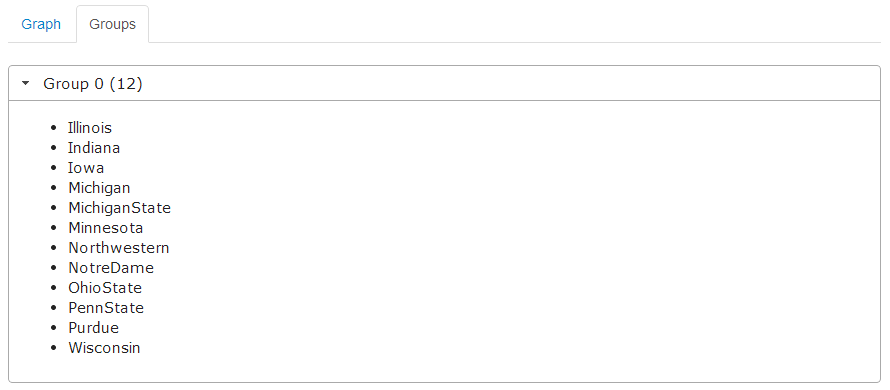 Graph Groups
Group 0 (12)
Illinois
Indiana
Iowa
Michigan
MichiganState
Minnesota
Northwestern
NotreDame
OhioState
PennState
Purdue
Wisconsin